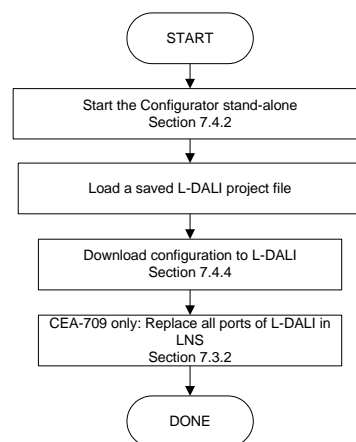 START
Start the Configurator stand-alone
Section 7.4.2
Load a saved L-DALI project file
Download configuration to L-DALI
Section 7.4.4
CEA-709 only: Replace all ports of L-DALI in
LNS
Section 7.3.2
DONE